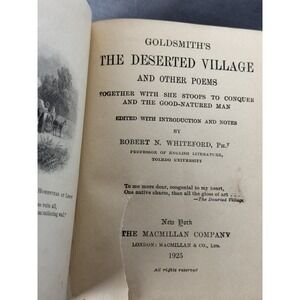 GOLDSMITH'S
THE DESERTED VILLAGE
AND OTHER POEMS
TOGETHER WITH SHE STOOPS TO CONQUER
AND THE GOOD-NATURED MAN
EDITED WITH INTRODUCTION AND NOTES
BY
ROBERT N. WHITEFORD, PH.
PROFESSOR OF ENGLISH LITERATURE,
TOLEDO UNIVERSITY
To me more dear, congenial to my heart,
One native charm, than all the gloss of art
—The Deserted Village
New York
THE MACMILLAN COMPANY
LONDON: MACMILLAN & CO., LTD.
1925
All rights reserved